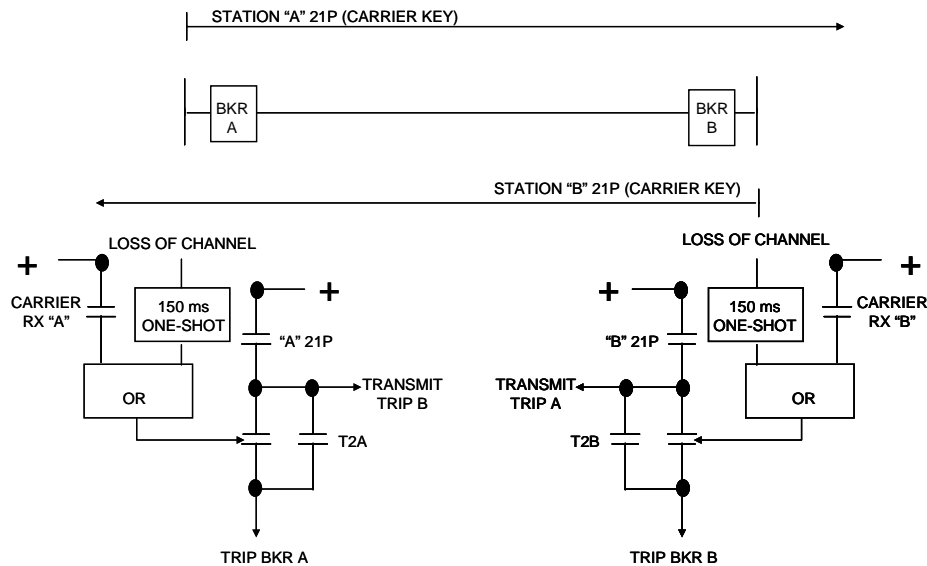 STATION "A" 21P (CARRIER KEY)
BKR
A
BKR
B
STATION "B" 21P (CARRIER KEY)
LOSS OF CHANNEL
+
CARRIER
RX "A"
150 ms
ONE-SHOT
+
"A" 21P
OR
TRANSMIT
TRIP B
T2A
TRIP BKR A
LOSS OF CHANNEL
+
"B" 21P
150 ms
ONE-SHOT
+
CARRIER
RX "B"
TRANSMIT
TRIP A
OR
T2B
TRIP BKR B